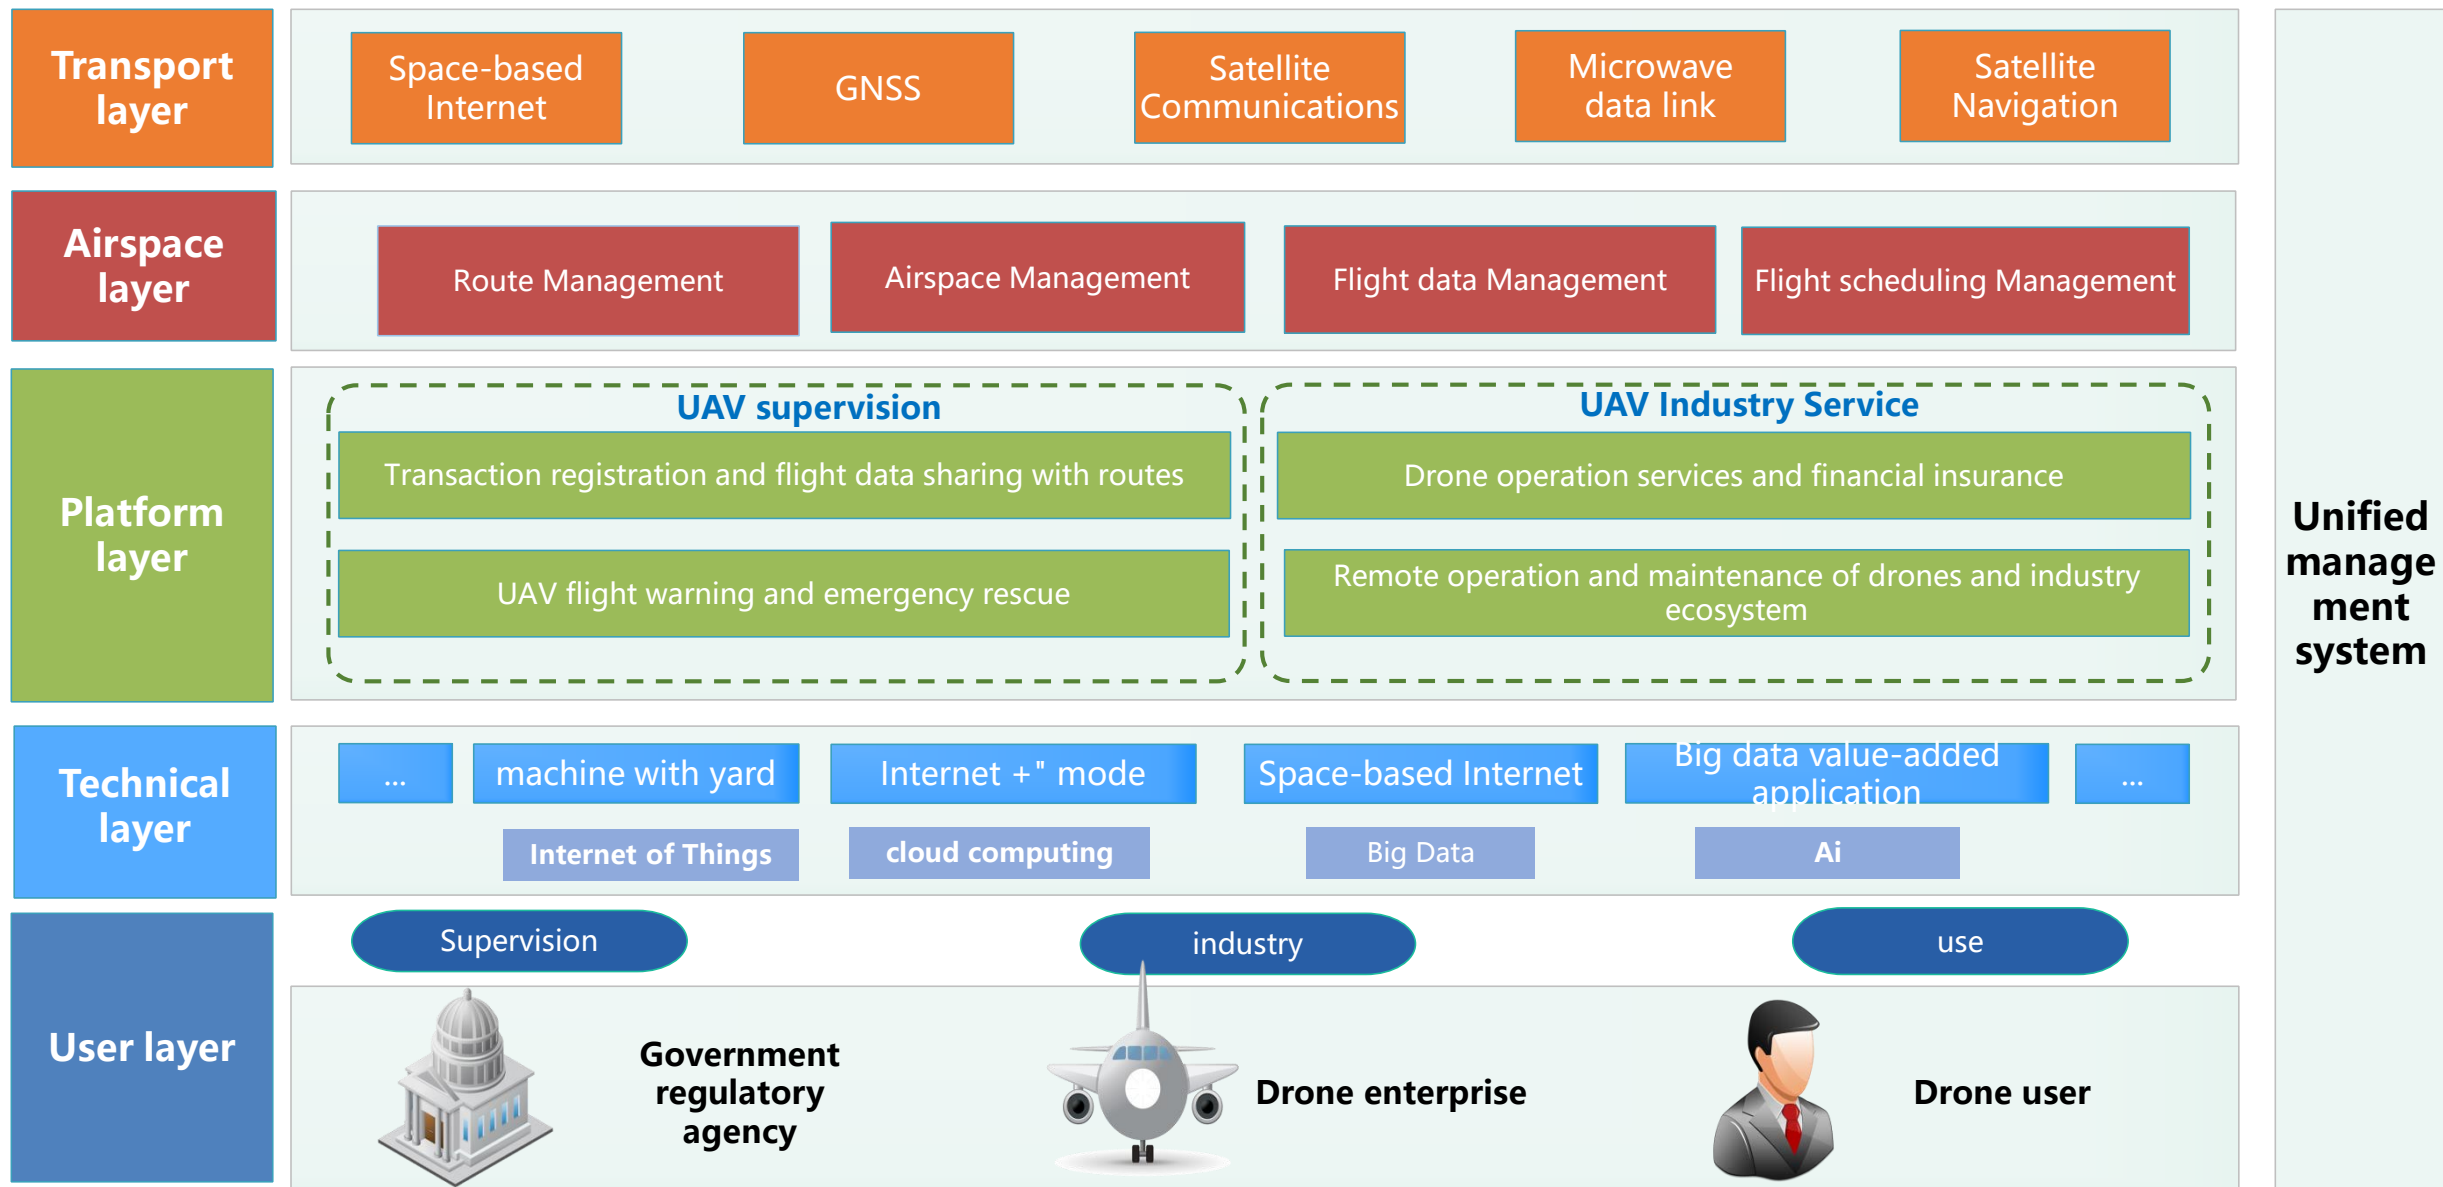 Transport
layer
Space-based
Internet
GNSS
Satellite
Communications
Microwave
data link
Satellite
Navigation
Airspace
layer
Route Management
Airspace Management
Flight data Management
Flight scheduling Management
Platform
layer
UAV supervision
Transaction registration and flight data sharing with routes
UAV flight warning and emergency rescue
UAV Industry Service
Drone operation services and financial insurance
Remote operation and maintenance of drones and industry
ecosystem
Technical
layer
...
machine with yard
Internet +" mode
Space-based Internet
Big data value-added
application
...
Internet of Things
cloud computing
Big Data
Ai
User layer
Supervision
industry
use
Government
regulatory
agency
Drone enterprise
Drone user
Unified
manage
ment
system